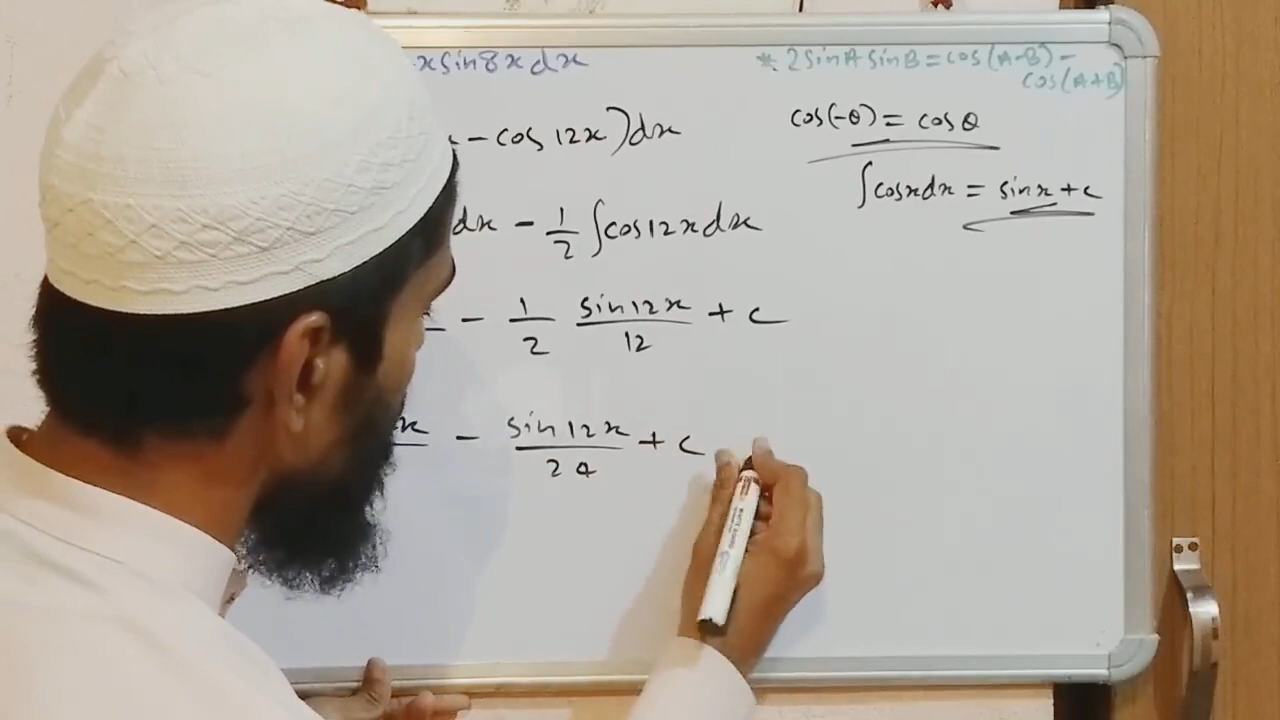 xsin8xdx
*. 2SinA SinB = cos(A-B) -
cos(A+B)
- cos 12x)dx
cos(-θ) = cosθ
∫cosxdx = sinx + c
dx - 1/2 ∫cos12xdx
- 1/2 sin12x/12 + c
x - sin12x/24 + c